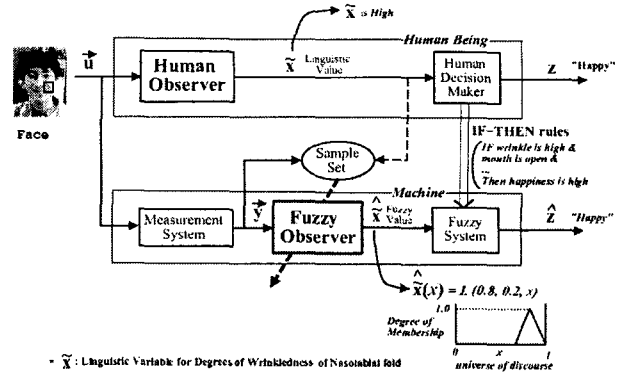 x̃ is High
Human Being
u⃗
Human Observer
x̃ Linguistic Value
Human Decision Maker
z "Happy"
Face
IF-THEN rules
IF wrinkle is high &
mouth is open &
...
Then happiness is high
Sample Set
Machine
Measurement System
y⃗
Fuzzy Observer
x̃̂ Fuzzy Value
Fuzzy System
ẑ "Happy"
x̃̂(x) = 1. (0.8, 0.2, x)
1.0
Degree of Membership
0 x 1
universe of discourse
* x̃ : Linguistic Variable for Degrees of Wrinkledness of Nasolabial fold